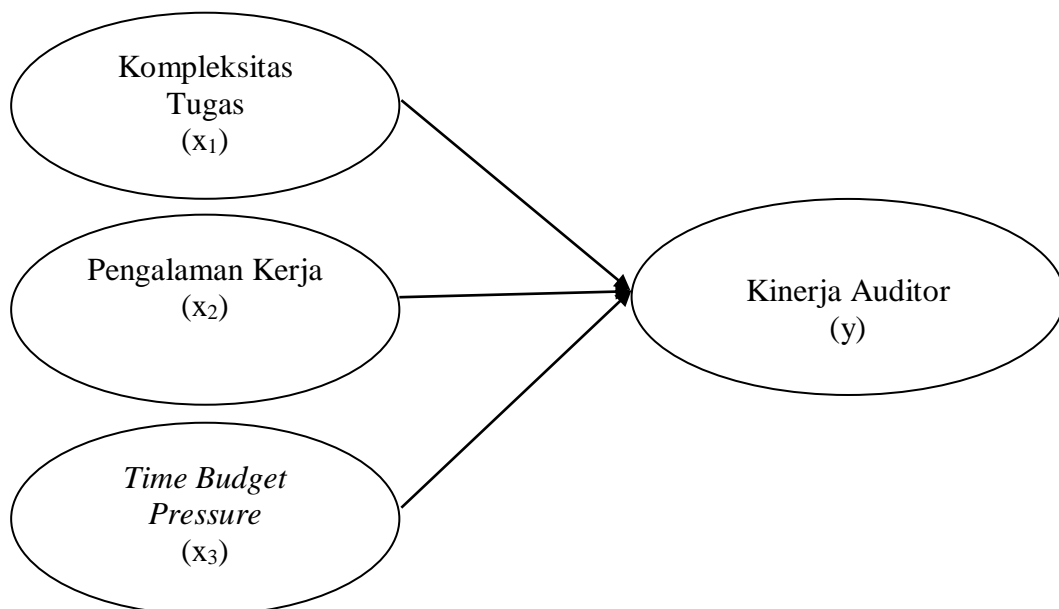 Kompleksitas
Tugas
(x₁)
Pengalaman Kerja
(x₂)
Time Budget
Pressure
(x₃)
Kinerja Auditor
(y)